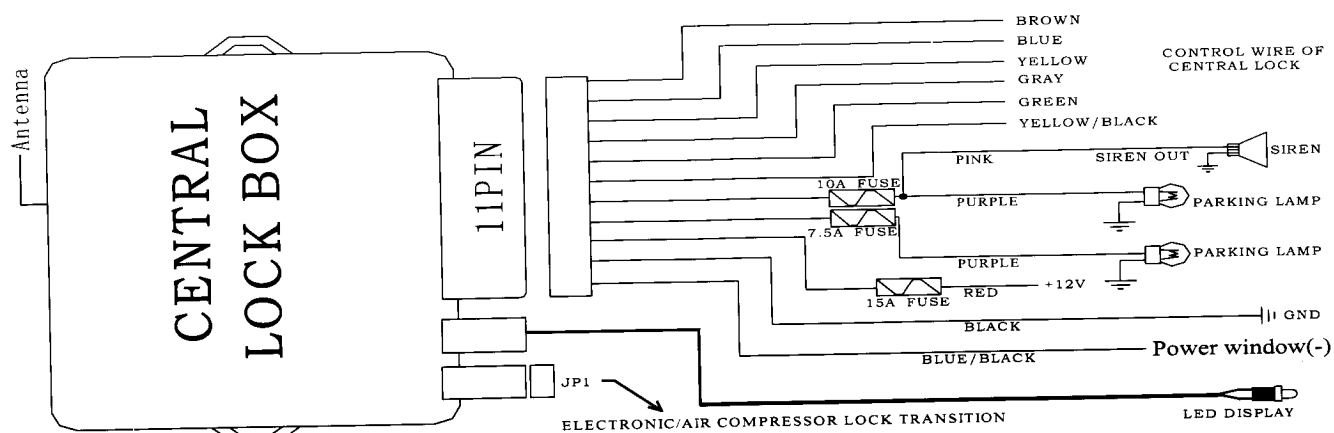 Antenna
CENTRAL
LOCK BOX
11PIN
BROWN
BLUE
YELLOW
GRAY
GREEN
YELLOW/BLACK
CONTROL WIRE OF
CENTRAL LOCK
PINK
SIREN OUT
SIREN
10A FUSE
PURPLE
PARKING LAMP
7.5A FUSE
PURPLE
PARKING LAMP
15A FUSE
RED
+12V
BLACK
GND
BLUE/BLACK
Power window(-)
JP1
ELECTRONIC/AIR COMPRESSOR LOCK TRANSITION
LED DISPLAY